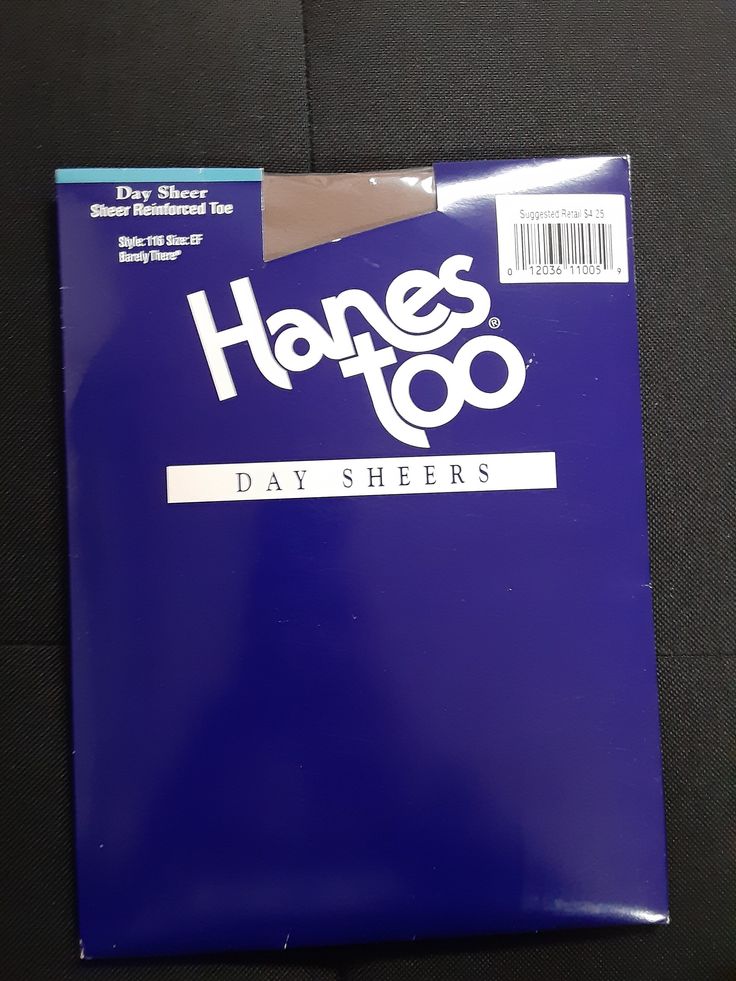 Day Sheer
Sheer Reinforced Toe
Style: 116 Size: EF
Barely There®
Suggested Retail $4.25
0 12036 11005 9
Hanes
too®
DAY SHEERS